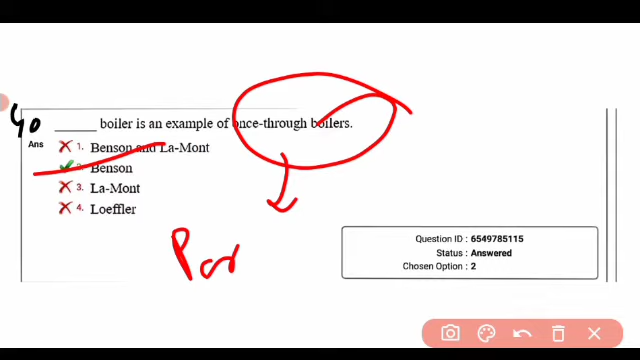 40 _____ boiler is an example of once-through boilers.
Ans 1. Benson and La-Mont
2. Benson
3. La-Mont
4. Loeffler
Question ID : 6549785115
Status : Answered
Chosen Option : 2